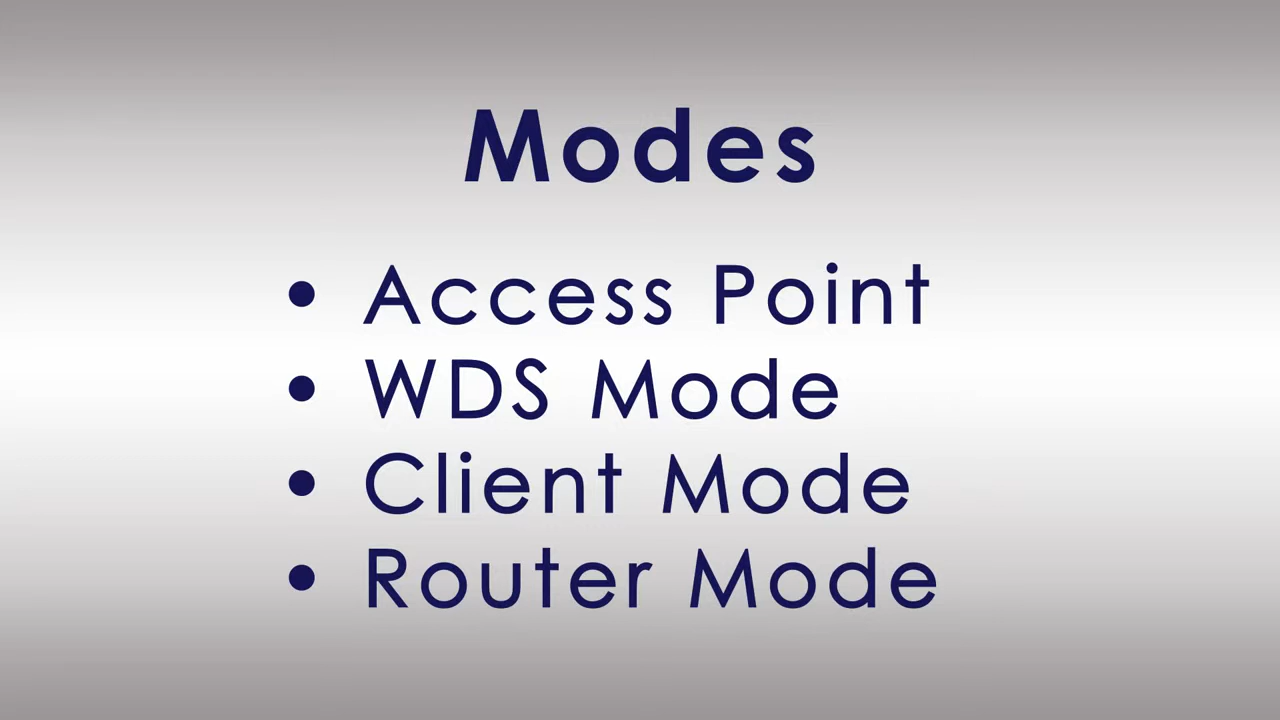 Modes
• Access Point
• WDS Mode
• Client Mode
• Router Mode